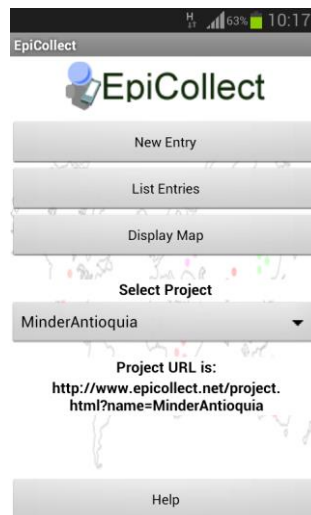 H 63% 10:17
EpiCollect
EpiCollect
New Entry
List Entries
Display Map
Select Project
MinderAntioquia
Project URL is:
http://www.epicollect.net/project.
html?name=MinderAntioquia
Help